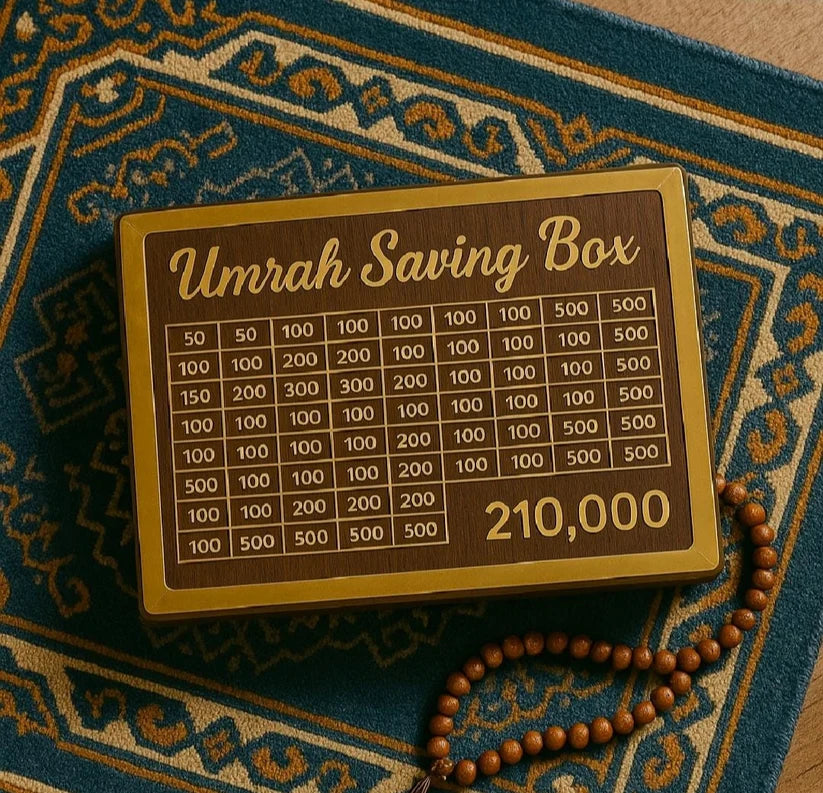 Umrah Saving Box
50 50 100 100 100 100 100 500 500
100 100 200 200 100 100 100 100 500
150 200 300 300 200 100 100 100 500
100 100 100 100 100 100 100 100 500
100 100 100 100 200 100 100 500 500
500 100 100 100 200 100 100 500 500
100 100 200 200 200
100 500 500 500 500
210,000